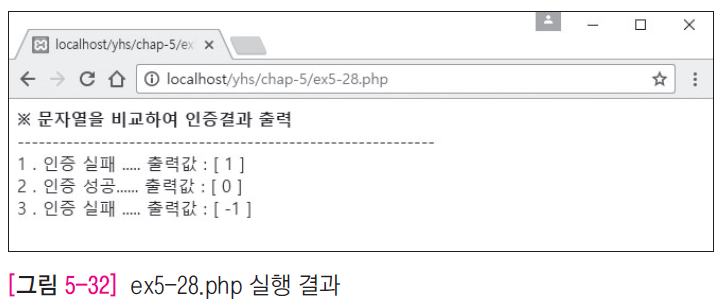 localhost/yhs/chap-5/ex
localhost/yhs/chap-5/ex5-28.php
※ 문자열을 비교하여 인증결과 출력
-------------------------------------------------------------
1 . 인증 실패 ..... 출력값 : [ 1 ]
2 . 인증 성공...... 출력값 : [ 0 ]
3 . 인증 실패 ..... 출력값 : [ -1 ]
[그림 5-32] ex5-28.php 실행 결과